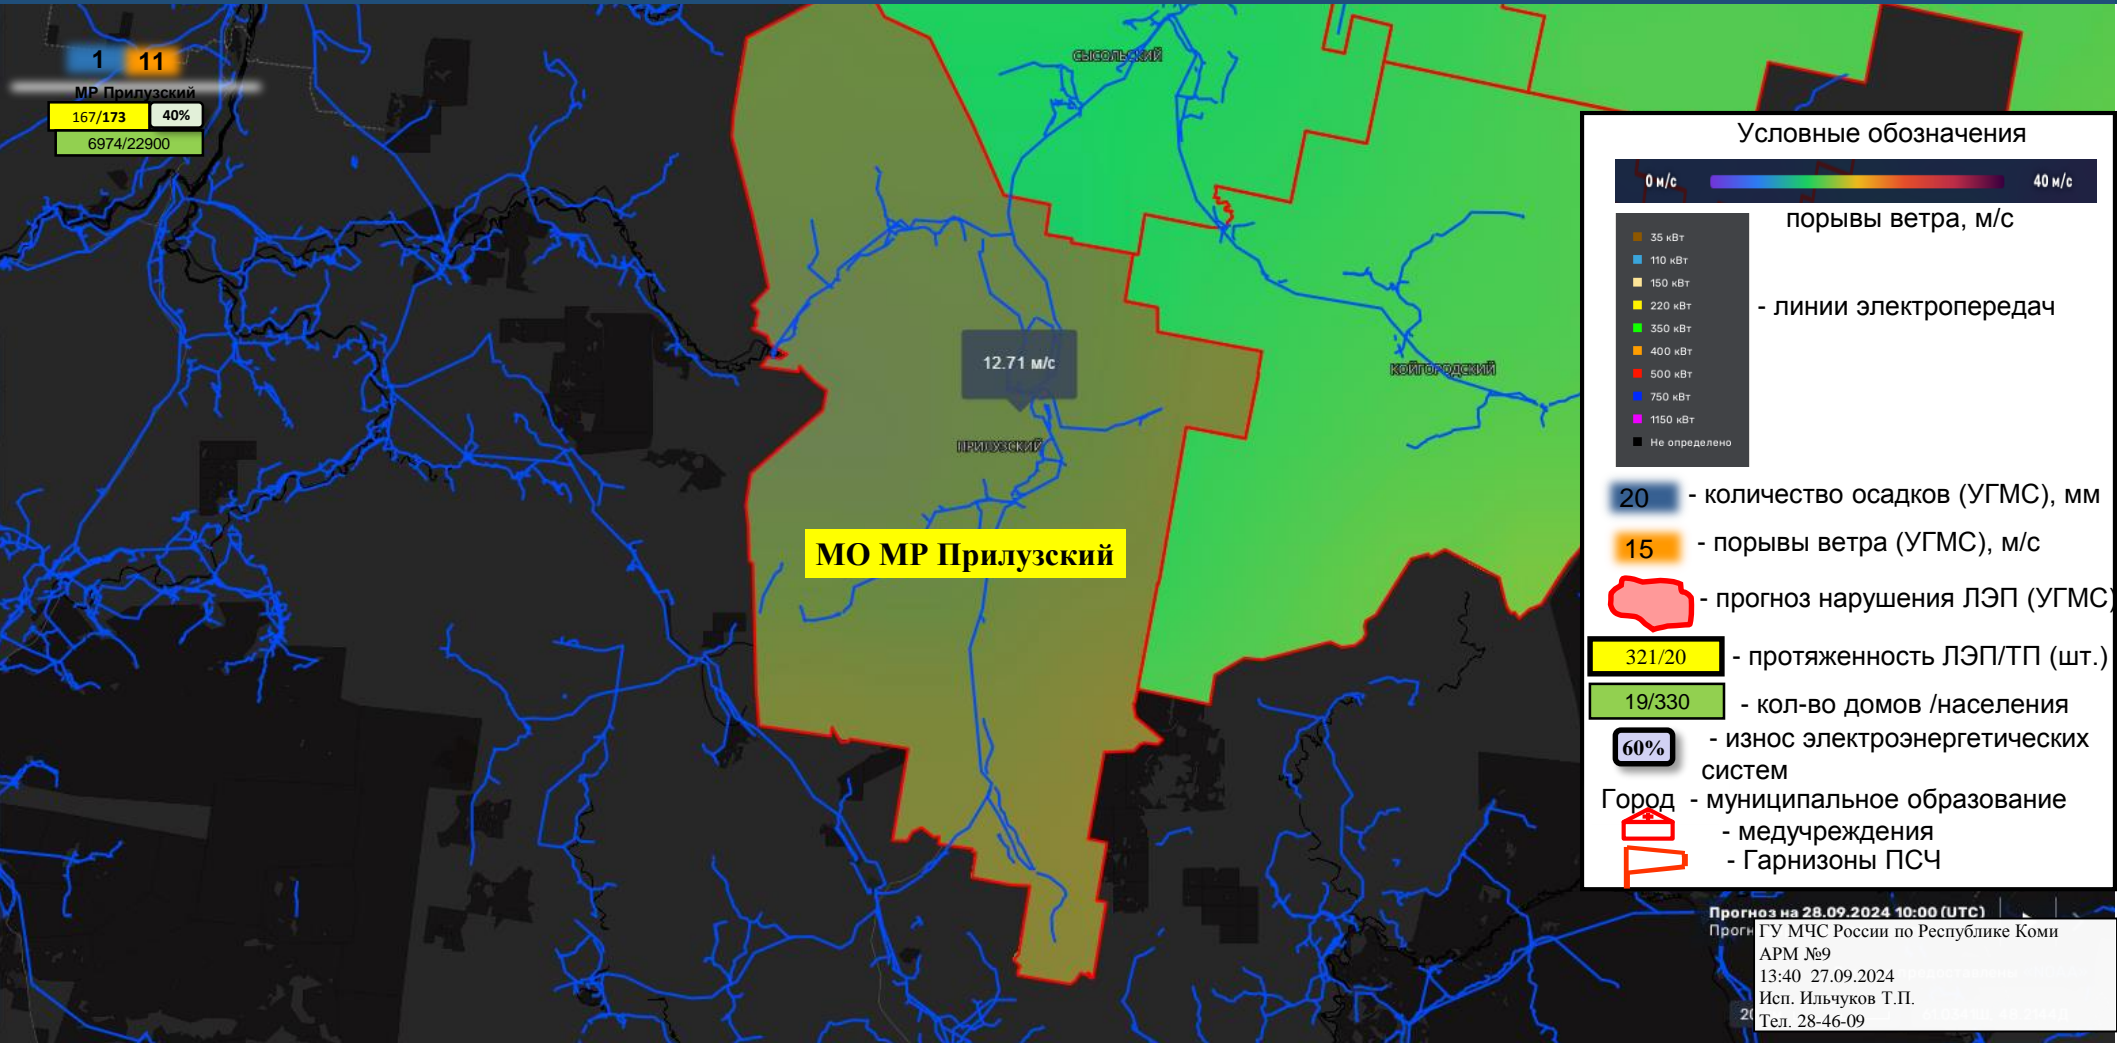 1 11
МР Прилузский
167/173 40%
6974/22900
СЫСОЛЬСКИЙ
КОЙГОРОДСКИЙ
12.71 м/с
ПРИЛУЗСКИЙ
МО МР Прилузский
Условные обозначения
0 м/с 40 м/с
порывы ветра, м/с
35 кВт
110 кВт
150 кВт
220 кВт
350 кВт
400 кВт
500 кВт
750 кВт
1150 кВт
Не определено
- линии электропередач
20 - количество осадков (УГМС), мм
15 - порывы ветра (УГМС), м/с
- прогноз нарушения ЛЭП (УГМС)
321/20 - протяженность ЛЭП/ТП (шт.)
19/330 - кол-во домов /населения
60% - износ электроэнергетических
систем
Город - муниципальное образование
- медучреждения
- Гарнизоны ПСЧ
Прогноз на 28.09.2024 10:00 (UTC)
ГУ МЧС России по Республике Коми
АРМ №9
13:40 27.09.2024
Исп. Ильчуков Т.П.
Тел. 28-46-09